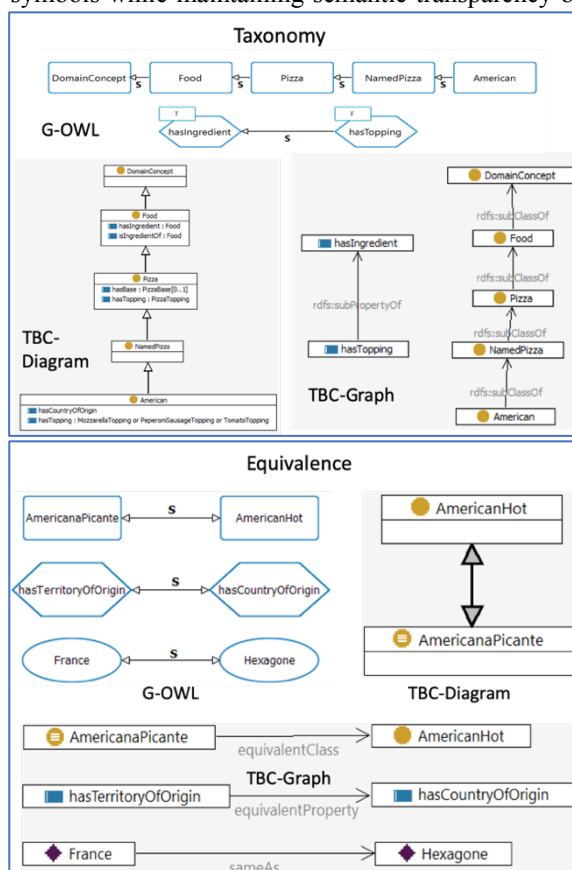 symbols while maintaining semantic transparency o
Taxonomy
DomainConcept S Food S Pizza S NamedPizza S American
T F
G-OWL hasIngredient S hasTopping
DomainConcept
Food
hasIngredient : Food
isIngredientOf : Food
Pizza
hasBase : PizzaBase[0..1]
hasTopping : PizzaTopping
TBC-
Diagram
NamedPizza
American
hasCountryOfOrigin
hasTopping : MozzarellaTopping or PeperoniSausageTopping or TomatoTopping
hasIngredient
rdfs:subPropertyOf
hasTopping
TBC-Graph
DomainConcept
rdfs:subClassOf
Food
rdfs:subClassOf
Pizza
rdfs:subClassOf
NamedPizza
rdfs:subClassOf
American
Equivalence
AmericanaPicante S AmericanHot
hasTerritoryOfOrigin S hasCountryOfOrigin
France S Hexagone
G-OWL
AmericanHot
AmericanaPicante
TBC-Diagram
AmericanaPicante equivalentClass AmericanHot
TBC-Graph
hasTerritoryOfOrigin equivalentProperty hasCountryOfOrigin
France sameAs Hexagone